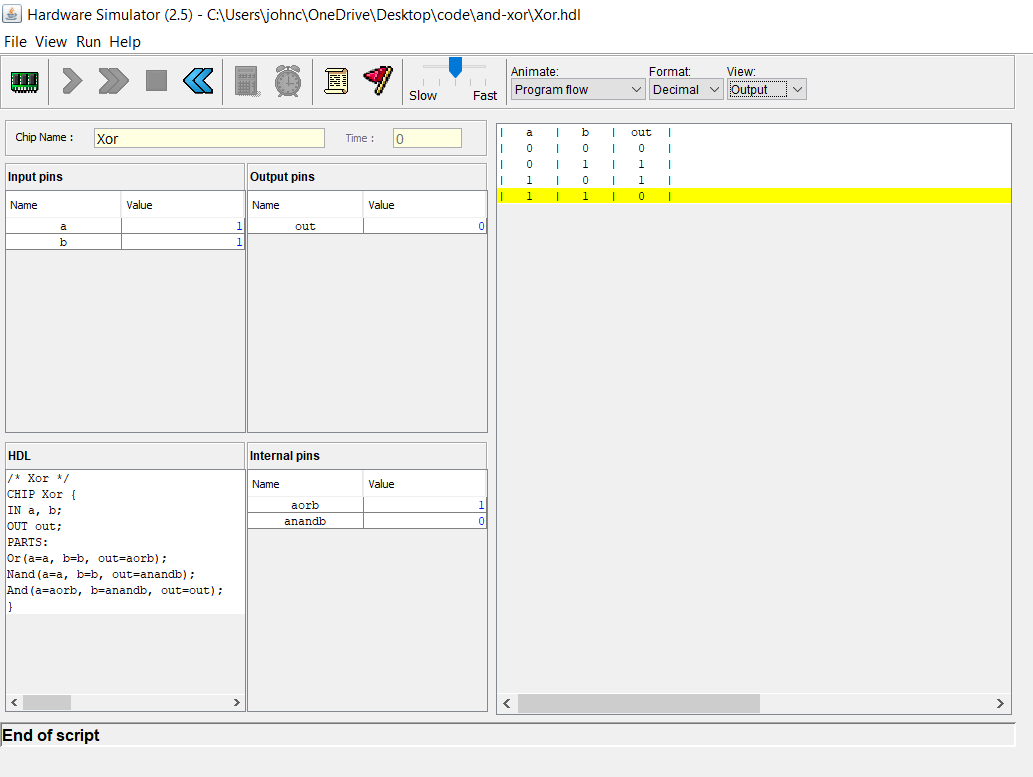 Hardware Simulator (2.5) - C:\Users\johnc\OneDrive\Desktop\code\and-xor\Xor.hdl
File View Run Help
Slow Fast
Animate: Format: View:
Program flow Decimal Output
Chip Name : Xor Time : 0
Input pins
Name Value
a 1
b 1
Output pins
Name Value
out 0
HDL
/* Xor */
CHIP Xor {
IN a, b;
OUT out;
PARTS:
Or(a=a, b=b, out=aorb);
Nand(a=a, b=b, out=anandb);
And(a=aorb, b=anandb, out=out);
}
Internal pins
Name Value
aorb 1
anandb 0
| a | b | out |
| 0 | 0 | 0 |
| 0 | 1 | 1 |
| 1 | 0 | 1 |
| 1 | 1 | 0 |
End of script